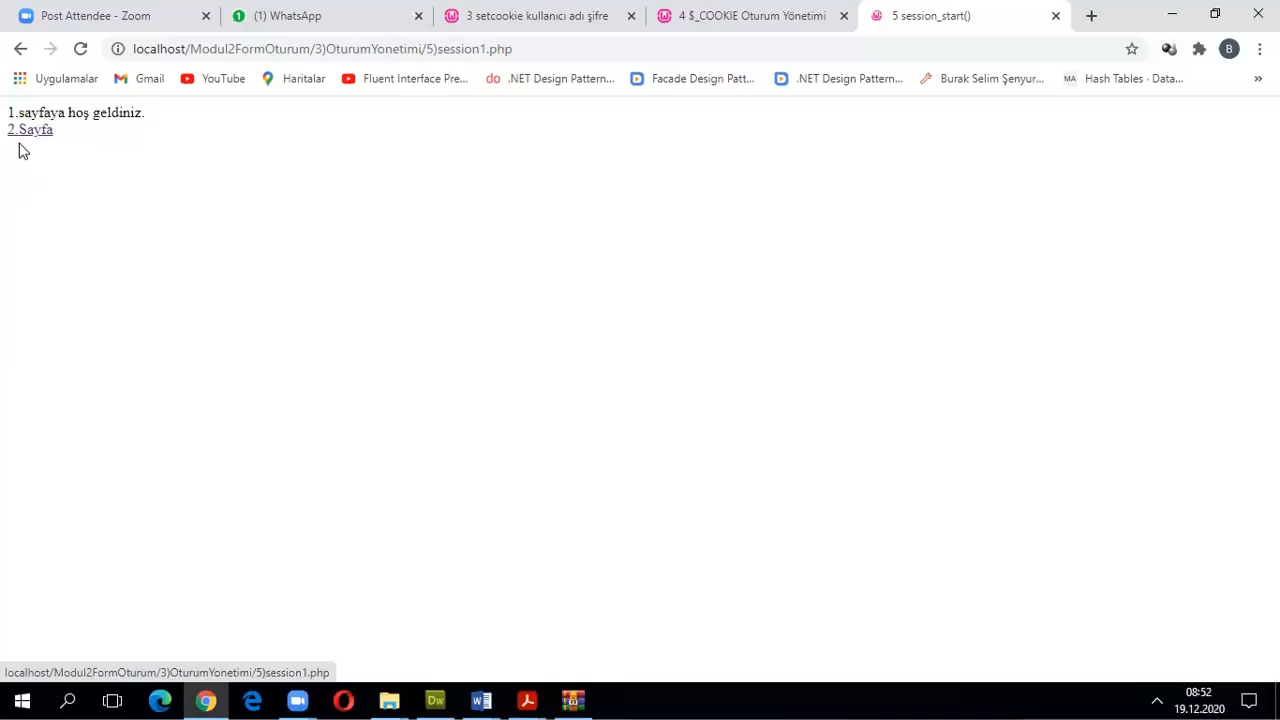 Post Attendee - Zoom
(1) WhatsApp
3 setcookie kullanıcı adı şifre
4 $_COOKIE Oturum Yönetimi
5 session_start()
localhost/Modul2FormOturum/3)OturumYonetimi/5)session1.php
B
Uygulamalar
Gmail
YouTube
Haritalar
Fluent Interface Pre...
do .NET Design Pattern...
Facade Design Patt...
.NET Design Pattern...
Burak Selim Şenyur...
MA Hash Tables - Data...
1.sayfaya hoş geldiniz.
2.Sayfa
localhost/Modul2FormOturum/3)OturumYonetimi/5)session1.php
Dw
08:52
19.12.2020